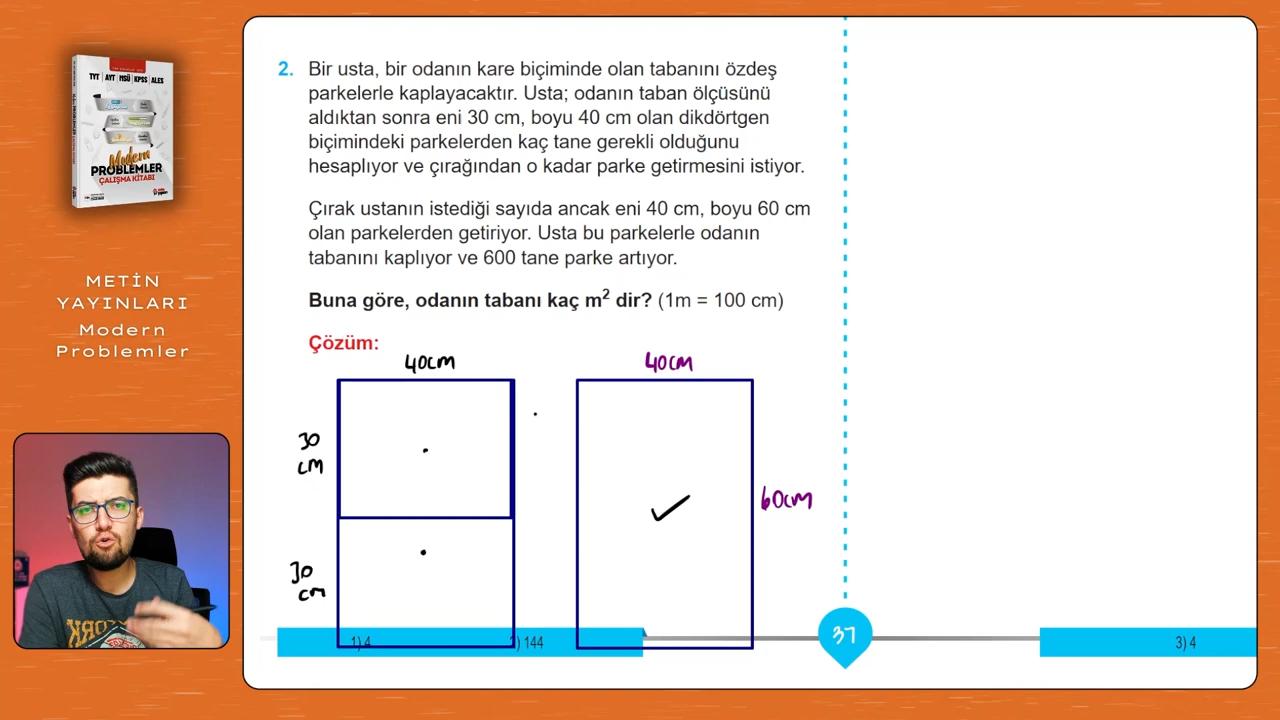 TYT | AYT | MSÜ | KPSS | ALES
Modern
PROBLEMLER
ÇALIŞMA KİTABI
METİN
YAYINLARI
Modern
Problemler
2. Bir usta, bir odanın kare biçiminde olan tabanını özdeş
parkelerle kaplayacaktır. Usta; odanın taban ölçüsünü
aldıktan sonra eni 30 cm, boyu 40 cm olan dikdörtgen
biçimindeki parkelerden kaç tane gerekli olduğunu
hesaplıyor ve çırağından o kadar parke getirmesini istiyor.
Çırak ustanın istediği sayıda ancak eni 40 cm, boyu 60 cm
olan parkelerden getiriyor. Usta bu parkelerle odanın
tabanını kaplıyor ve 600 tane parke artıyor.
Buna göre, odanın tabanı kaç m² dir? (1m = 100 cm)
Çözüm:
40cm
40cm
30
cm
60cm
30
cm
1) 4
2) 144
37
3) 4